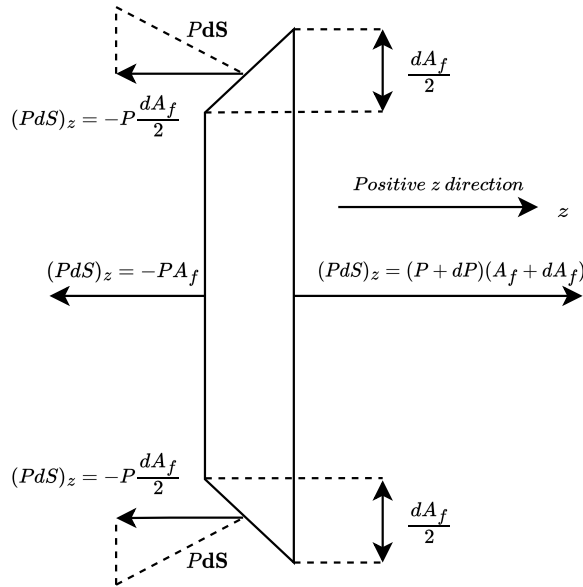 PdS
dA_f/2
(PdS)_z = −P dA_f/2
Positive z direction
z
(PdS)_z = −PA_f
(PdS)_z = (P + dP)(A_f + dA_f)
(PdS)_z = −P dA_f/2
dA_f/2
PdS